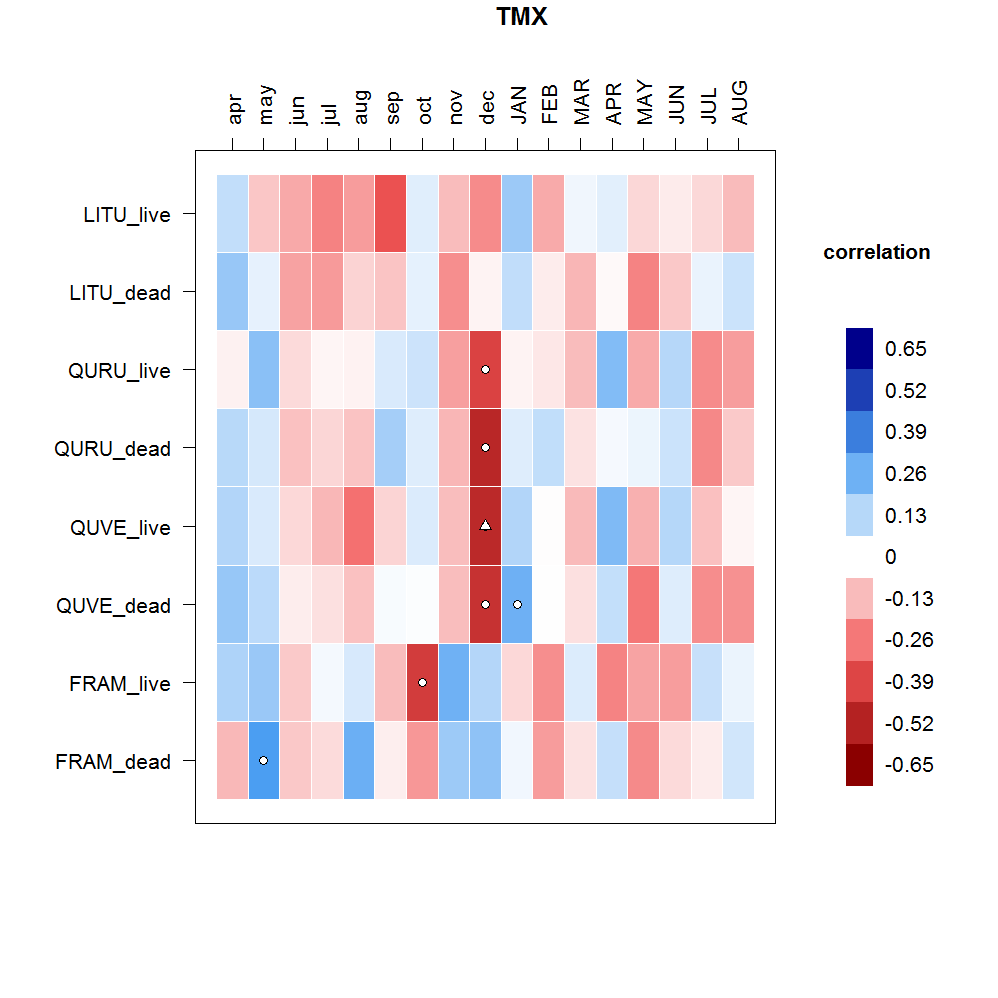 TMX
apr may jun jul aug sep oct nov dec JAN FEB MAR APR MAY JUN JUL AUG
LITU_live
LITU_dead
QURU_live
QURU_dead
QUVE_live
QUVE_dead
FRAM_live
FRAM_dead
correlation
0.65
0.52
0.39
0.26
0.13
0
-0.13
-0.26
-0.39
-0.52
-0.65